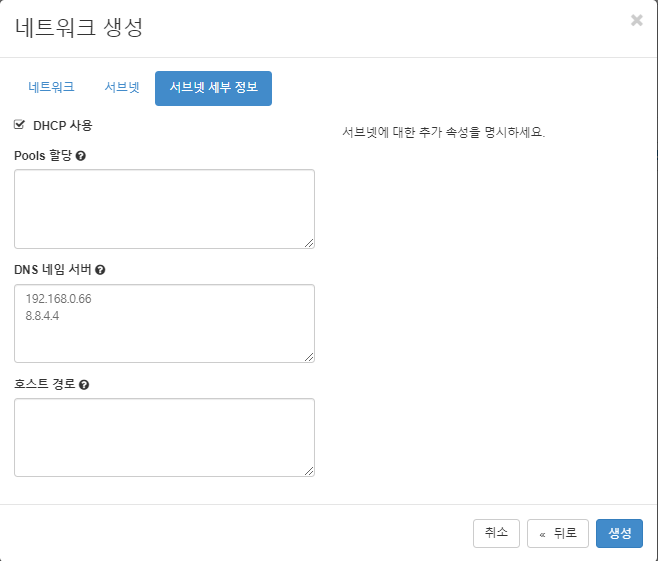 네트워크 생성
네트워크 서브넷 서브넷 세부 정보
DHCP 사용
서브넷에 대한 추가 속성을 명시하세요.
Pools 할당
DNS 네임 서버
192.168.0.66
8.8.4.4
호스트 경로
취소 « 뒤로 생성